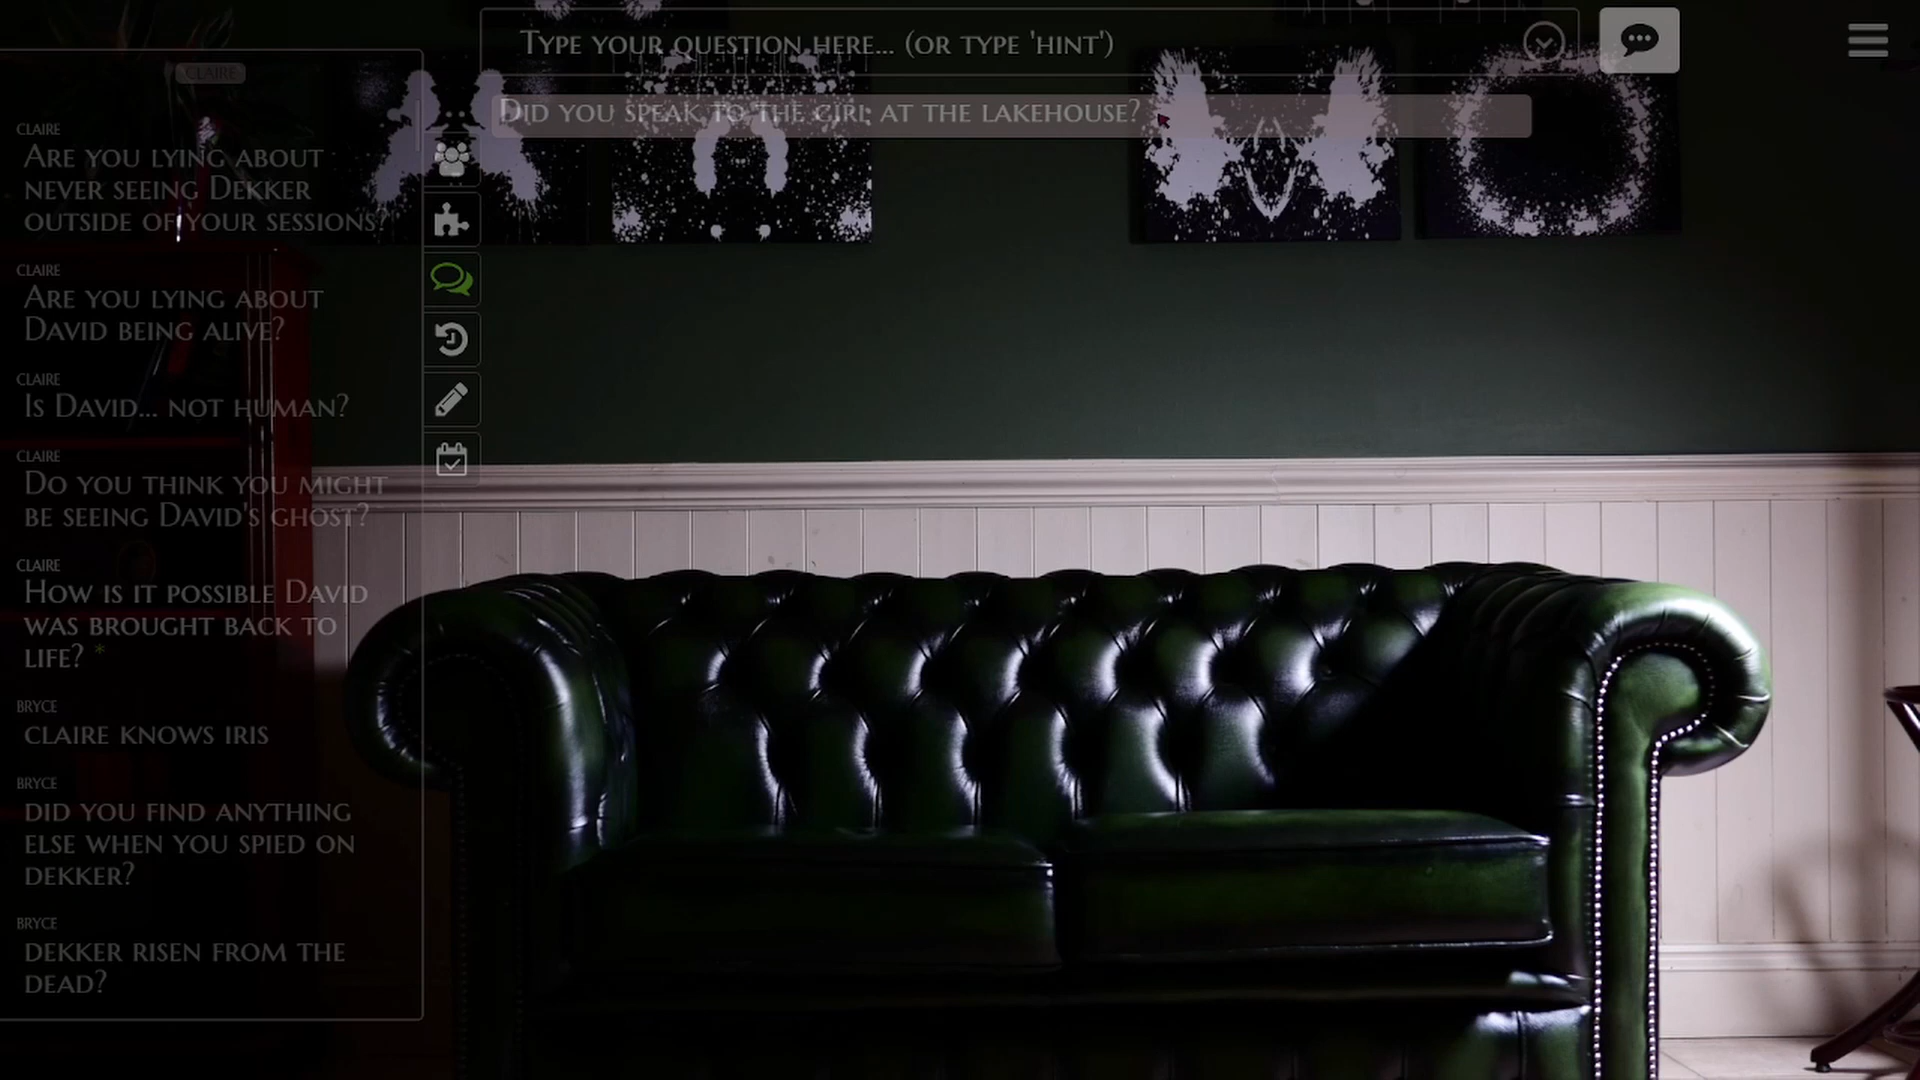 Type your question here... (or type 'hint')
Did you speak to the girl at the lakehouse?
CLAIRE
CLAIRE
Are you lying about
never seeing Dekker
outside of your sessions?
CLAIRE
Are you lying about
David being alive?
CLAIRE
Is David... not human?
CLAIRE
Do you think you might
be seeing David's ghost?
CLAIRE
How is it possible David
was brought back to
life? *
BRYCE
claire knows iris
BRYCE
did you find anything
else when you spied on
dekker?
BRYCE
dekker risen from the
dead?